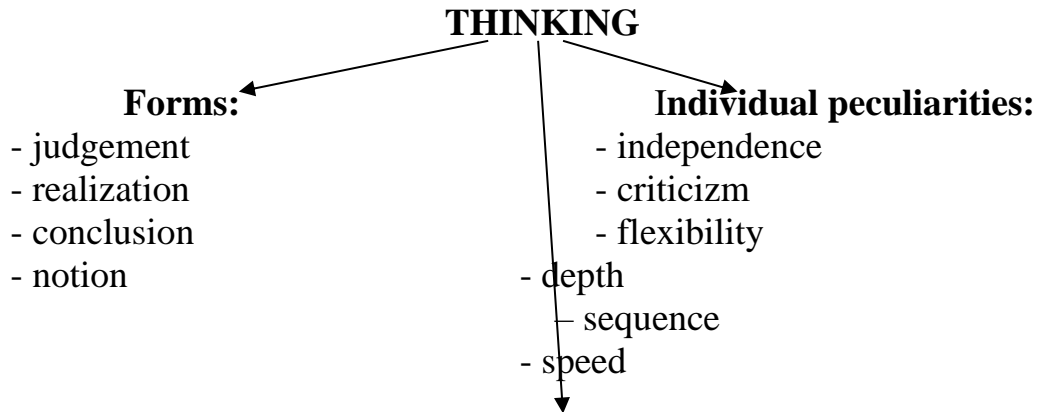 THINKING
Forms: Individual peculiarities:
- judgement - independence
- realization - criticizm
- conclusion - flexibility
- notion - depth
– sequence
- speed